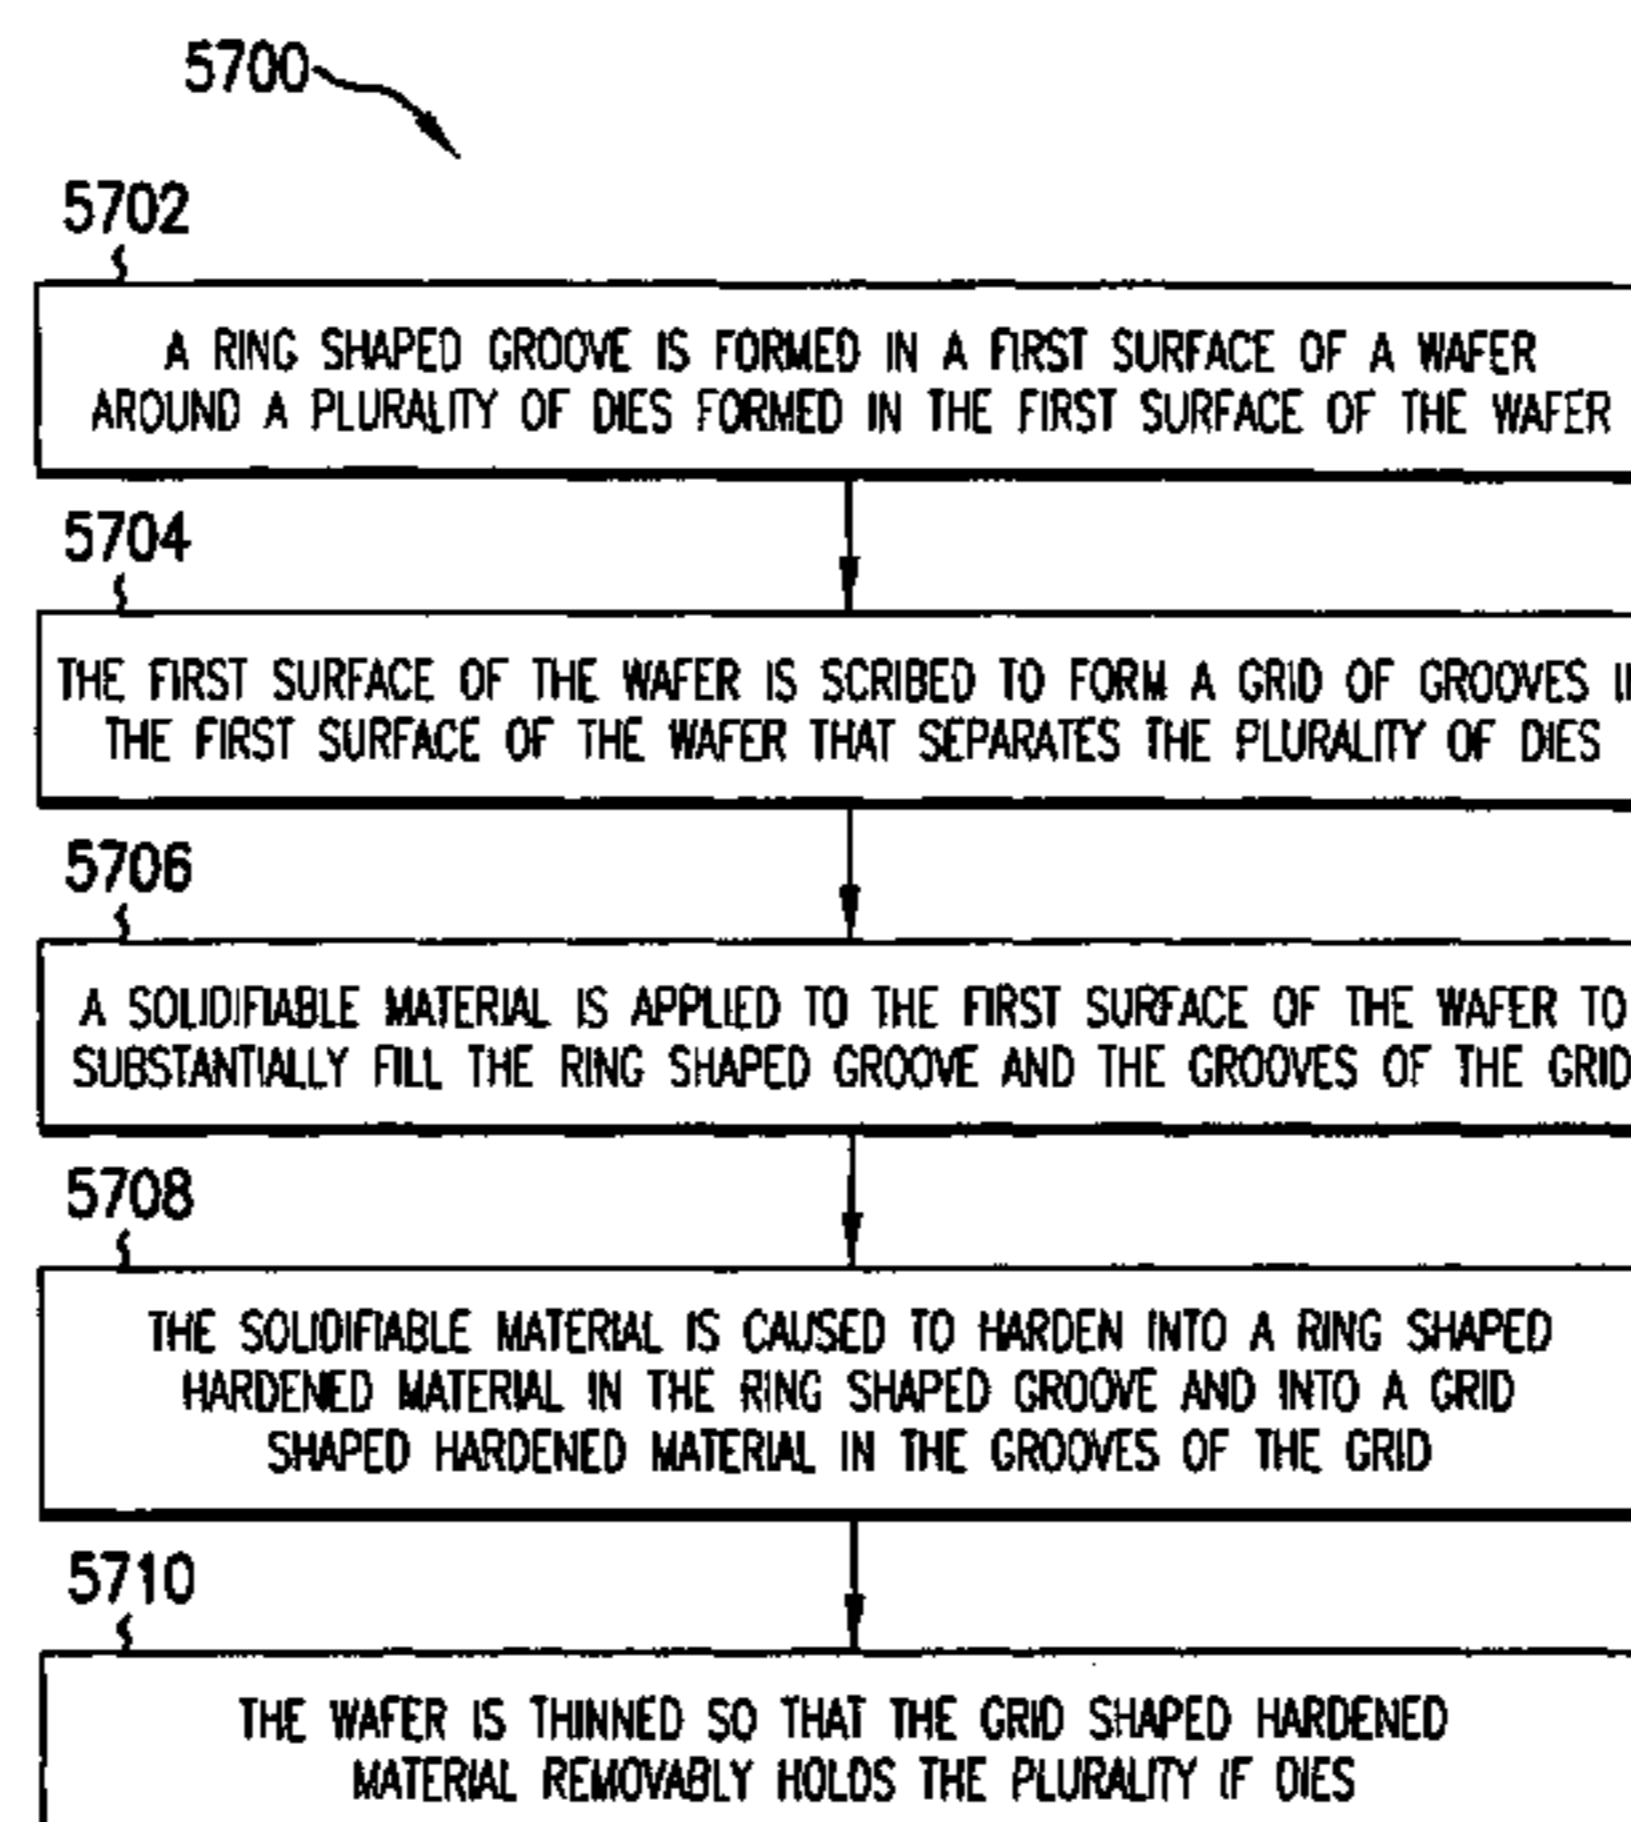 5700
5702
A RING SHAPED GROOVE IS FORMED IN A FIRST SURFACE OF A WAFER
AROUND A PLURALITY OF DIES FORMED IN THE FIRST SURFACE OF THE WAFER
5704
THE FIRST SURFACE OF THE WAFER IS SCRIBED TO FORM A GRID OF GROOVES
THE FIRST SURFACE OF THE WAFER THAT SEPARATES THE PLURALITY OF DIES
5706
A SOLIDIFIABLE MATERIAL IS APPLIED TO THE FIRST SURFACE OF THE WAFER TO
SUBSTANTIALLY FILL THE RING SHAPED GROOVE AND THE GROOVES OF THE GRID
5708
THE SOLIDIFIABLE MATERIAL IS CAUSED TO HARDEN INTO A RING SHAPED
HARDENED MATERIAL IN THE RING SHAPED GROOVE AND INTO A GRID
SHAPED HARDENED MATERIAL IN THE GROOVES OF THE GRID
5710
THE WAFER IS THINNED SO THAT THE GRID SHAPED HARDENED
MATERIAL REMOVABLY HOLDS THE PLURALITY IF DIES